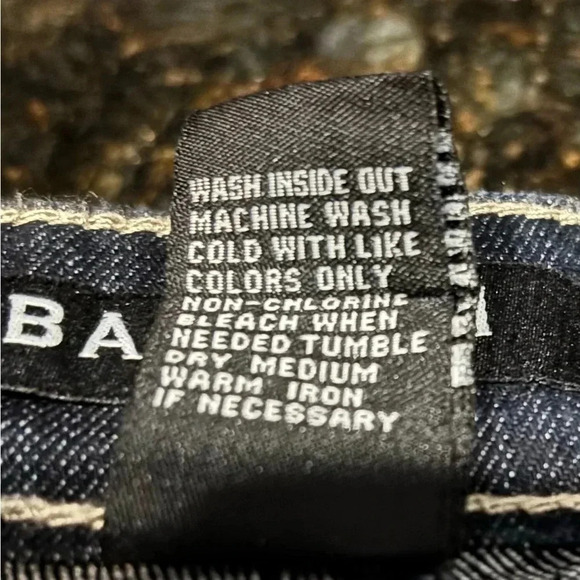 WASH INSIDE OUT
MACHINE WASH
COLD WITH LIKE
COLORS ONLY
NON-CHLORINE
BLEACH WHEN
NEEDED TUMBLE
DRY MEDIUM
WARM IRON
IF NECESSARY
BA